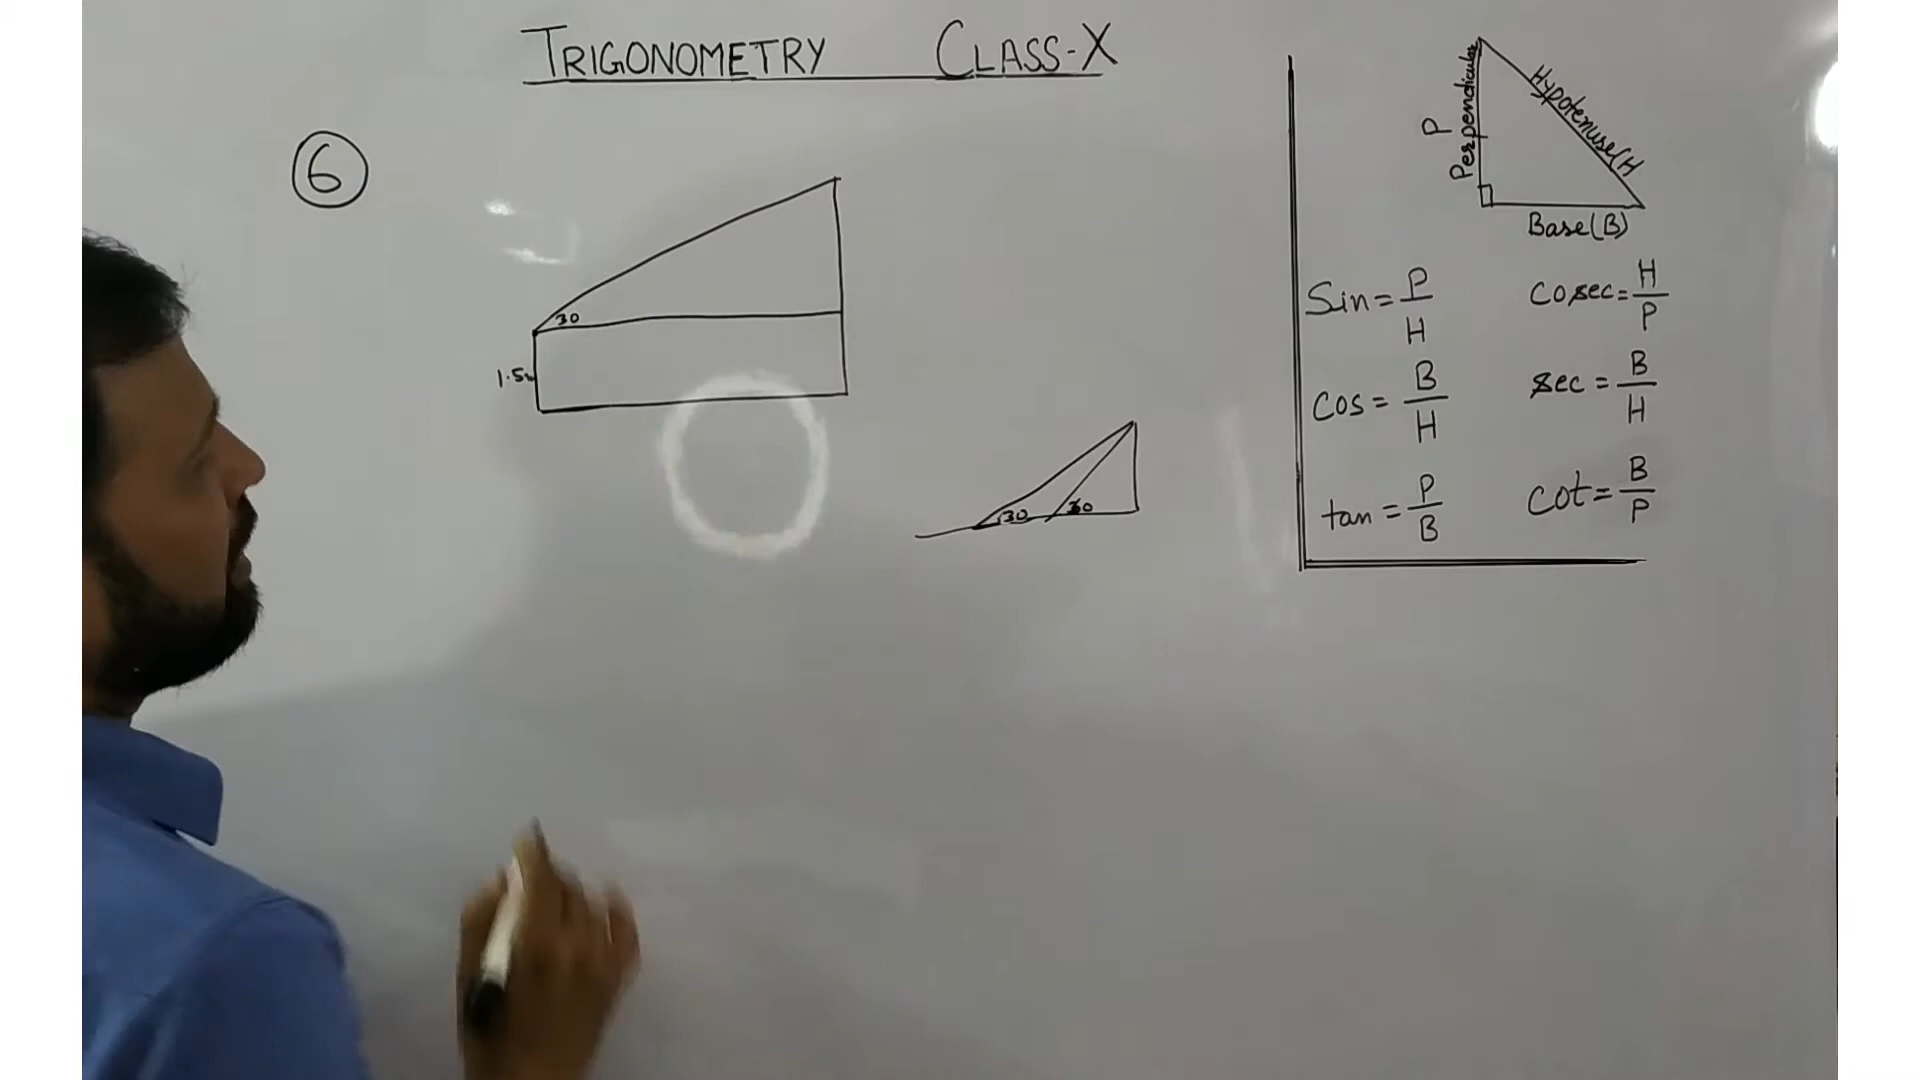 TRIGONOMETRY CLASS-X
6
30
1.5m
30 30
P
Perpendicular
Hypotenuse(H
Base(B)
Sin = P/H
cosec = H/P
cos = B/H
sec = B/H
tan = P/B
cot = B/P